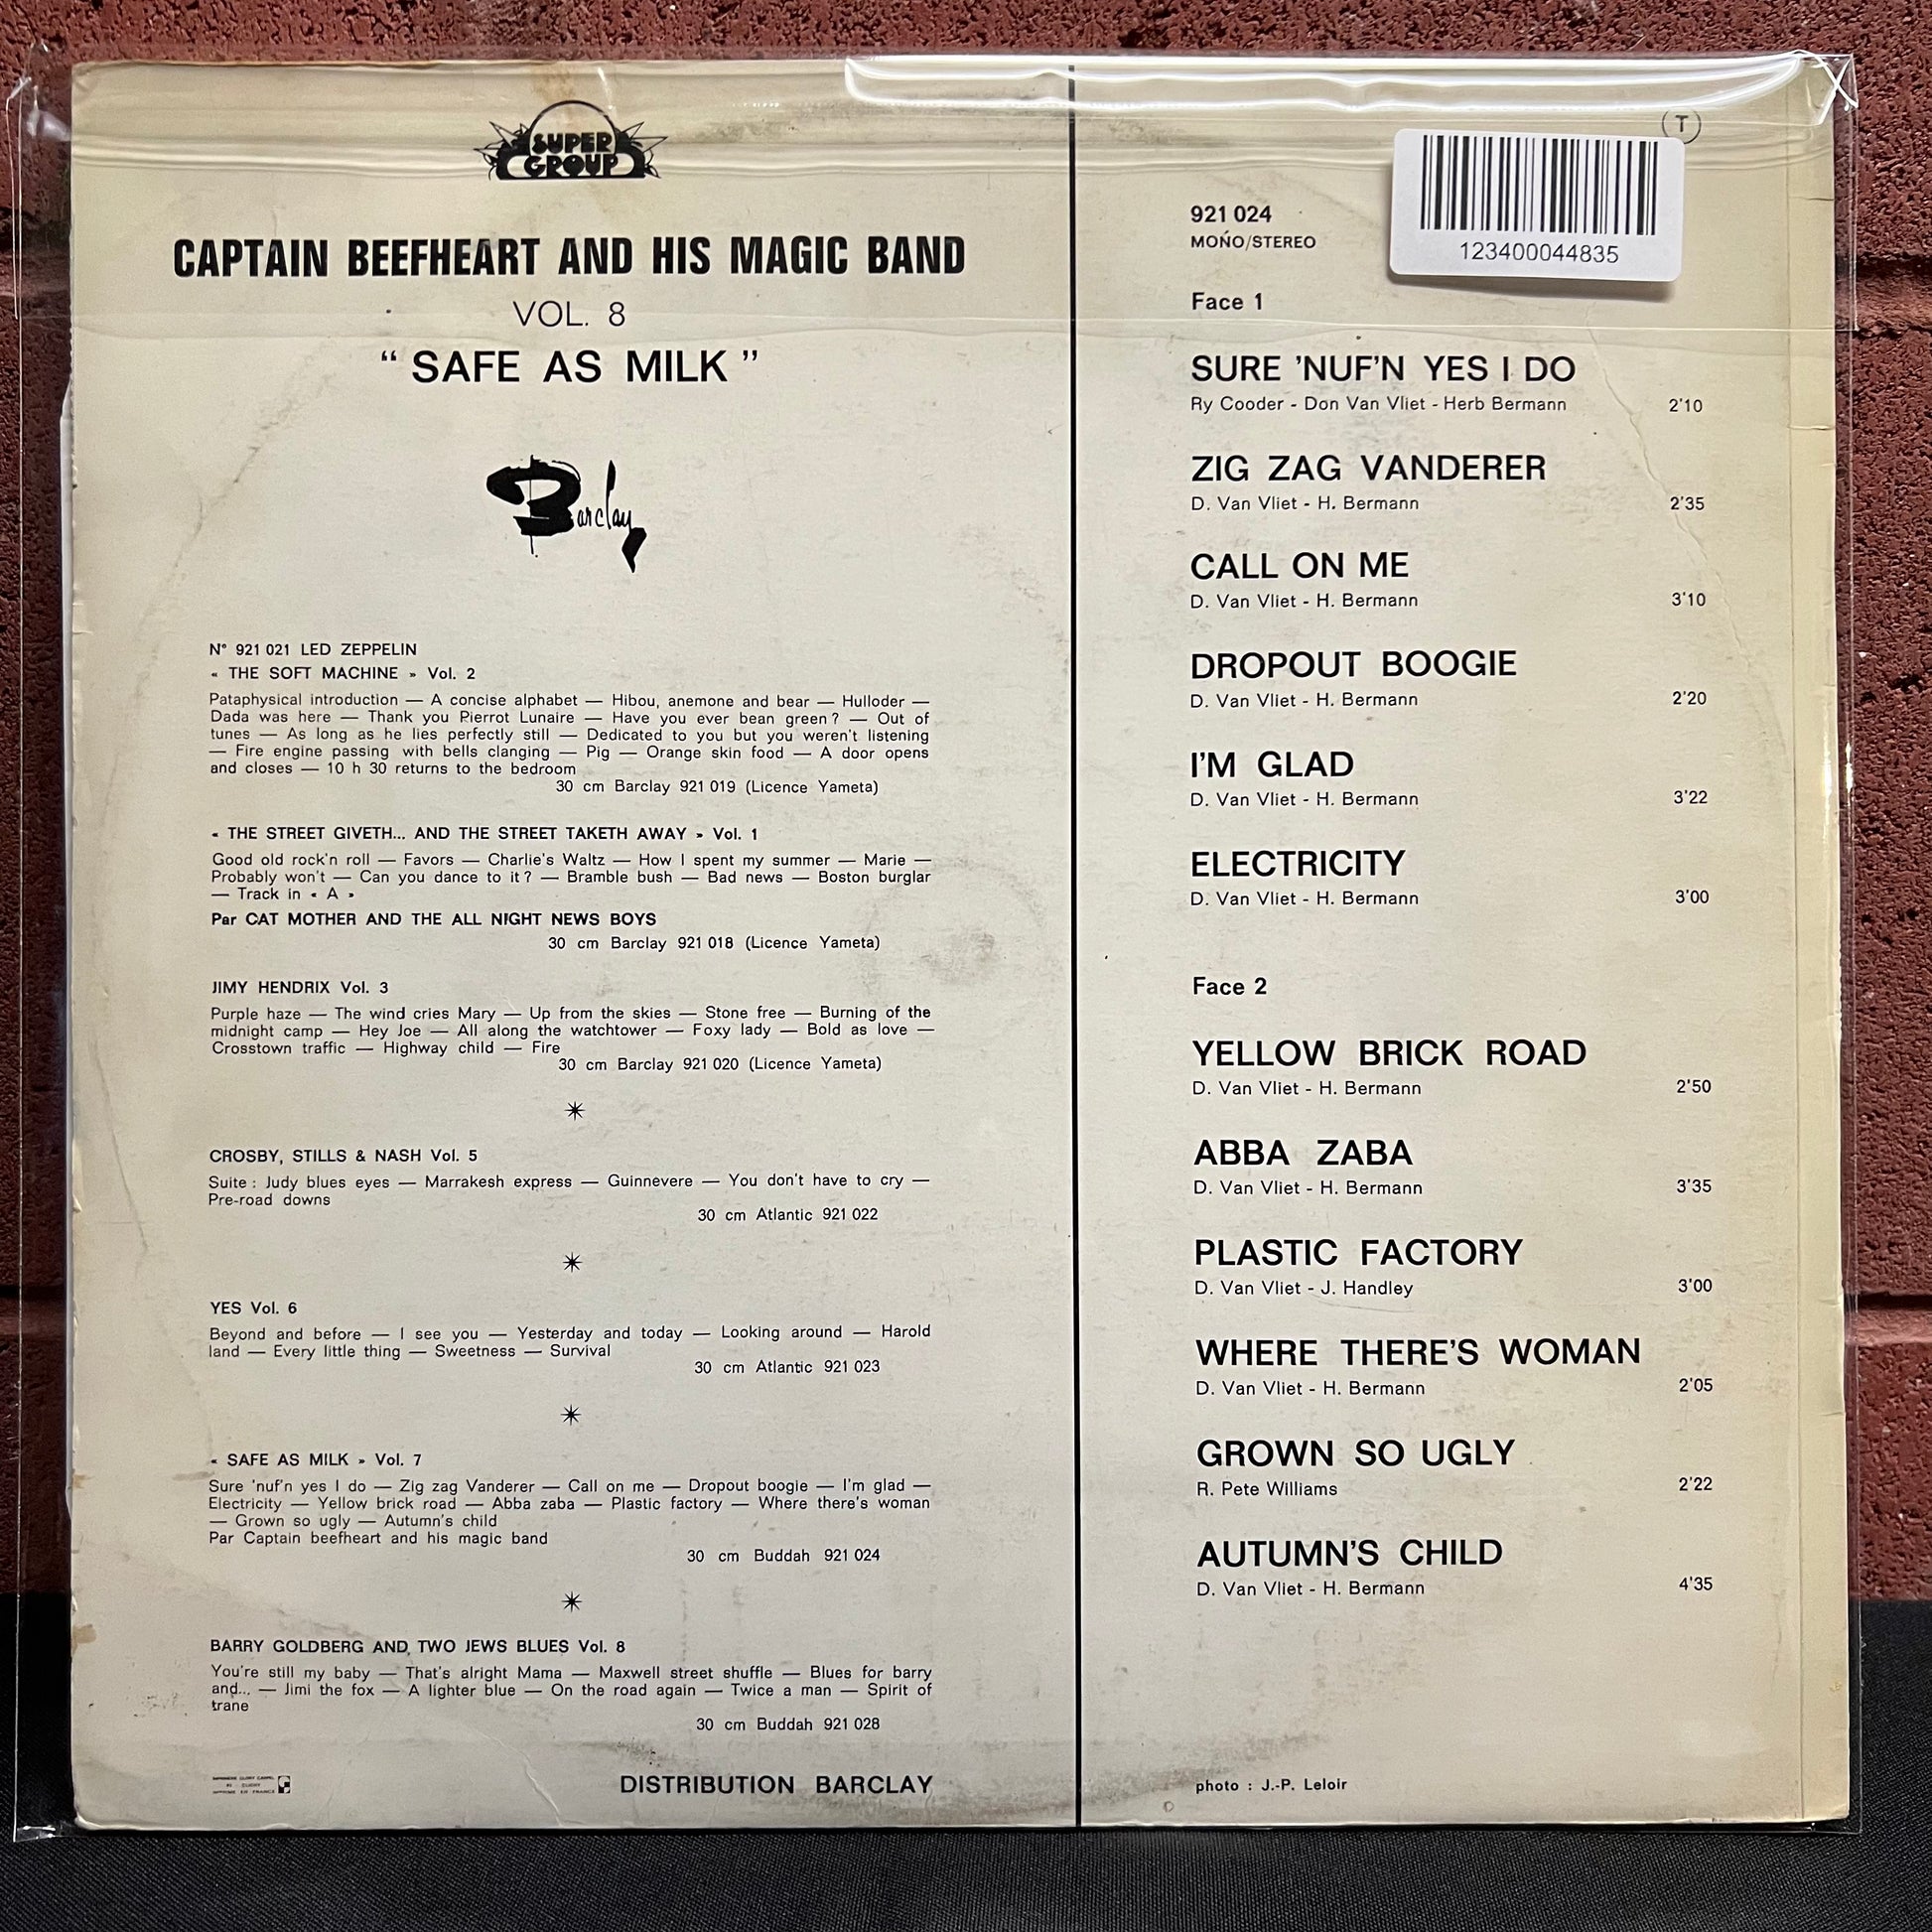 SUPER
GROUP
CAPTAIN BEEFHEART AND HIS MAGIC BAND
VOL. 8
“ SAFE AS MILK ”
Barclay
N° 921 021 LED ZEPPELIN
« THE SOFT MACHINE » Vol. 2
Pataphysical introduction — A concise alphabet — Hibou, anemone and bear — Hulloder —
Dada was here — Thank you Pierrot Lunaire — Have you ever bean green ? — Out of
tunes — As long as he lies perfectly still — Dedicated to you but you weren't listening
— Fire engine passing with bells clanging — Pig — Orange skin food — A door opens
and closes — 10 h 30 returns to the bedroom
30 cm Barclay 921 019 (Licence Yameta)
« THE STREET GIVETH... AND THE STREET TAKETH AWAY » Vol. 1
Good old rock'n roll — Favors — Charlie's Waltz — How I spent my summer — Marie —
Probably won't — Can you dance to it ? — Bramble bush — Bad news — Boston burglar
— Track in « A »
Par CAT MOTHER AND THE ALL NIGHT NEWS BOYS
30 cm Barclay 921 018 (Licence Yameta)
JIMY HENDRIX Vol. 3
Purple haze — The wind cries Mary — Up from the skies — Stone free — Burning of the
midnight camp — Hey Joe — All along the watchtower — Foxy lady — Bold as love —
Crosstown traffic — Highway child — Fire
30 cm Barclay 921 020 (Licence Yameta)
CROSBY, STILLS & NASH Vol. 5
Suite : Judy blues eyes — Marrakesh express — Guinnevere — You don't have to cry —
Pre-road downs
30 cm Atlantic 921 022
YES Vol. 6
Beyond and before — I see you — Yesterday and today — Looking around — Harold
land — Every little thing — Sweetness — Survival
30 cm Atlantic 921 023
« SAFE AS MILK » Vol. 7
Sure 'nuf'n yes I do — Zig zag Vanderer — Call on me — Dropout boogie — I'm glad —
Electricity — Yellow brick road — Abba zaba — Plastic factory — Where there's woman
— Grown so ugly — Autumn's child
Par Captain beefheart and his magic band
30 cm Buddah 921 024
BARRY GOLDBERG AND TWO JEWS BLUES Vol. 8
You're still my baby — That's alright Mama — Maxwell street shuffle — Blues for barry
and... — Jimi the fox — A lighter blue — On the road again — Twice a man — Spirit of
trane
30 cm Buddah 921 028
DISTRIBUTION BARCLAY
T
921 024
MONO/STEREO
123400044835
Face 1
SURE 'NUF'N YES I DO
Ry Cooder - Don Van Vliet - Herb Bermann 2'10
ZIG ZAG VANDERER
D. Van Vliet - H. Bermann 2'35
CALL ON ME
D. Van Vliet - H. Bermann 3'10
DROPOUT BOOGIE
D. Van Vliet - H. Bermann 2'20
I'M GLAD
D. Van Vliet - H. Bermann 3'22
ELECTRICITY
D. Van Vliet - H. Bermann 3'00
Face 2
YELLOW BRICK ROAD
D. Van Vliet - H. Bermann 2'50
ABBA ZABA
D. Van Vliet - H. Bermann 3'35
PLASTIC FACTORY
D. Van Vliet - J. Handley 3'00
WHERE THERE'S WOMAN
D. Van Vliet - H. Bermann 2'05
GROWN SO UGLY
R. Pete Williams 2'22
AUTUMN'S CHILD
D. Van Vliet - H. Bermann 4'35
photo : J.-P. Leloir